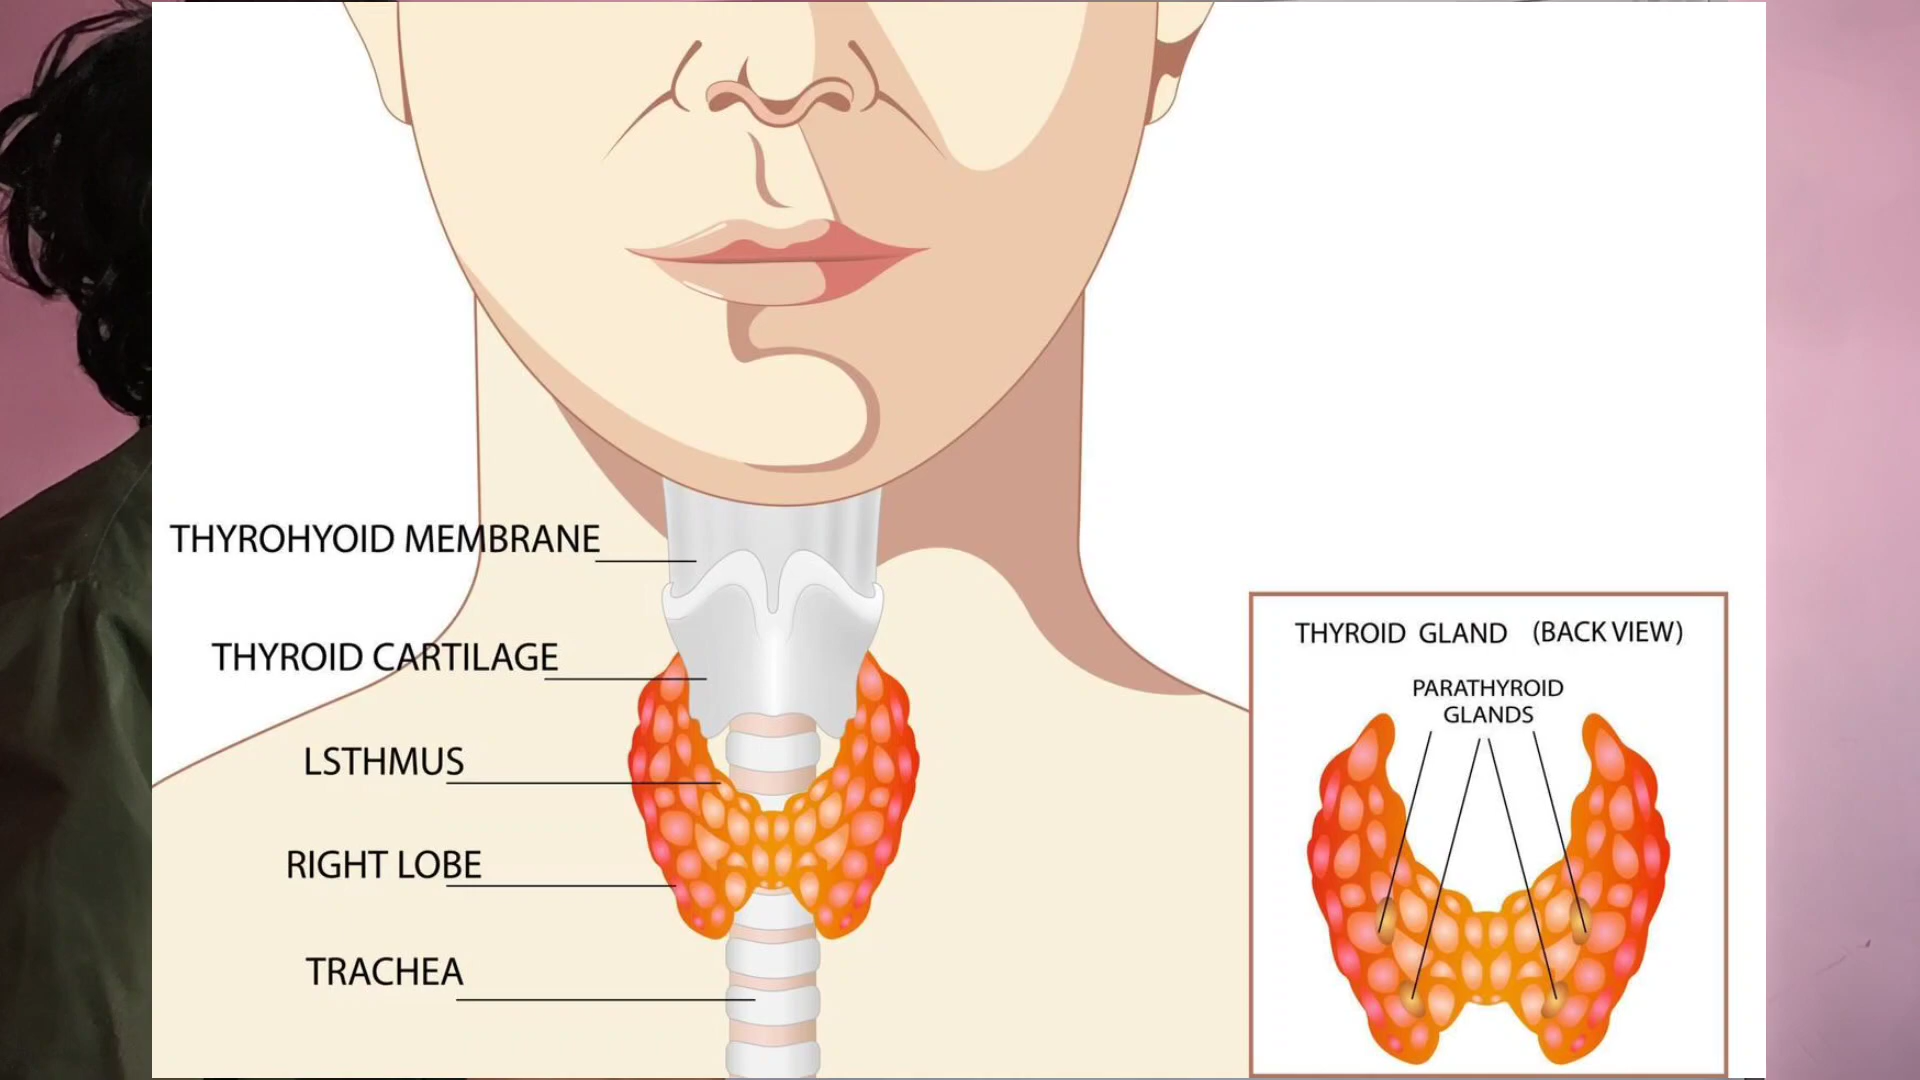 THYROHYOID MEMBRANE
THYROID CARTILAGE
LSTHMUS
RIGHT LOBE
TRACHEA
THYROID GLAND (BACK VIEW)
PARATHYROID
GLANDS